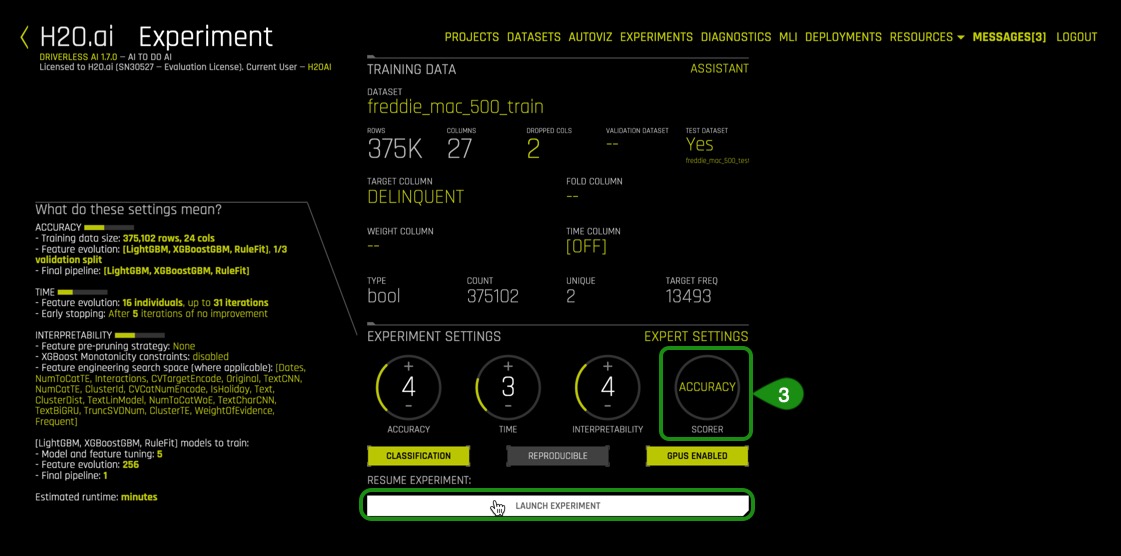 H2O.ai Experiment
DRIVERLESS AI 1.7.0 – AI TO DO AI
Licensed to H2O.ai (SN30527 – Evaluation License). Current User – H2OAI
PROJECTS DATASETS AUTOVIZ EXPERIMENTS DIAGNOSTICS MLI DEPLOYMENTS RESOURCES MESSAGES[3] LOGOUT
TRAINING DATA ASSISTANT
DATASET
freddie_mac_500_train
ROWS COLUMNS DROPPED COLS VALIDATION DATASET TEST DATASET
375K 27 2 -- Yes
freddie_mac_500_test
TARGET COLUMN FOLD COLUMN
DELINQUENT --
WEIGHT COLUMN TIME COLUMN
-- [OFF]
TYPE COUNT UNIQUE TARGET FREQ
bool 375102 2 13493
What do these settings mean?
ACCURACY
- Training data size: 375,102 rows, 24 cols
- Feature evolution: [LightGBM, XGBoostGBM, RuleFit], 1/3
validation split
- Final pipeline: [LightGBM, XGBoostGBM, RuleFit]
TIME
- Feature evolution: 16 individuals, up to 31 iterations
- Early stopping: After 5 iterations of no improvement
INTERPRETABILITY
- Feature pre-pruning strategy: None
- XGBoost Monotonicity constraints: disabled
- Feature engineering search space (where applicable): [Dates,
NumToCatTE, Interactions, CVTargetEncode, Original, TextCNN,
NumCatTE, ClusterId, CVCatNumEncode, IsHoliday, Text,
ClusterDist, TextLinModel, NumToCatWoE, TextCharCNN,
TextBiGRU, TruncSVDNum, ClusterTE, WeightOfEvidence,
Frequent]
[LightGBM, XGBoostGBM, RuleFit] models to train:
- Model and feature tuning: 5
- Feature evolution: 256
- Final pipeline: 1
Estimated runtime: minutes
EXPERIMENT SETTINGS EXPERT SETTINGS
+ + +
4 3 4 ACCURACY
- - -
ACCURACY TIME INTERPRETABILITY SCORER
3
CLASSIFICATION REPRODUCIBLE GPUS ENABLED
RESUME EXPERIMENT:
LAUNCH EXPERIMENT